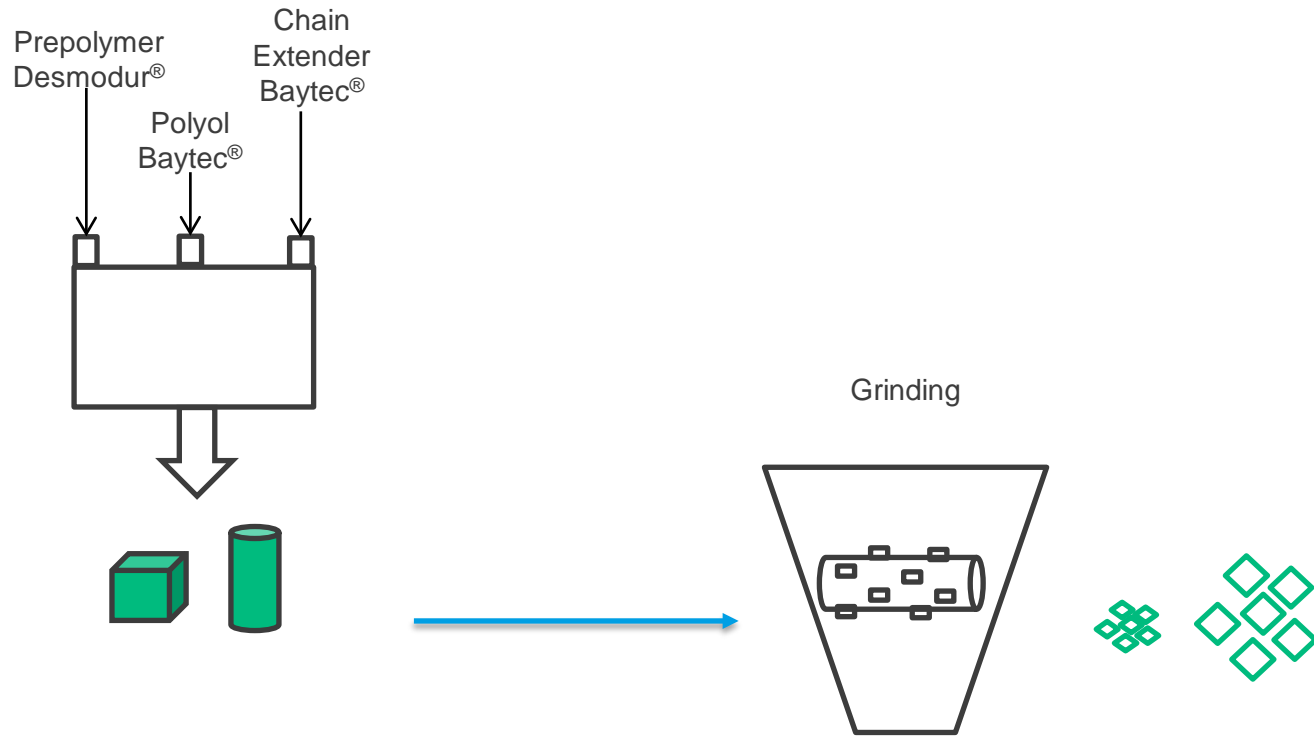 Prepolymer
Desmodur®
Polyol
Baytec®
Chain
Extender
Baytec®
Grinding